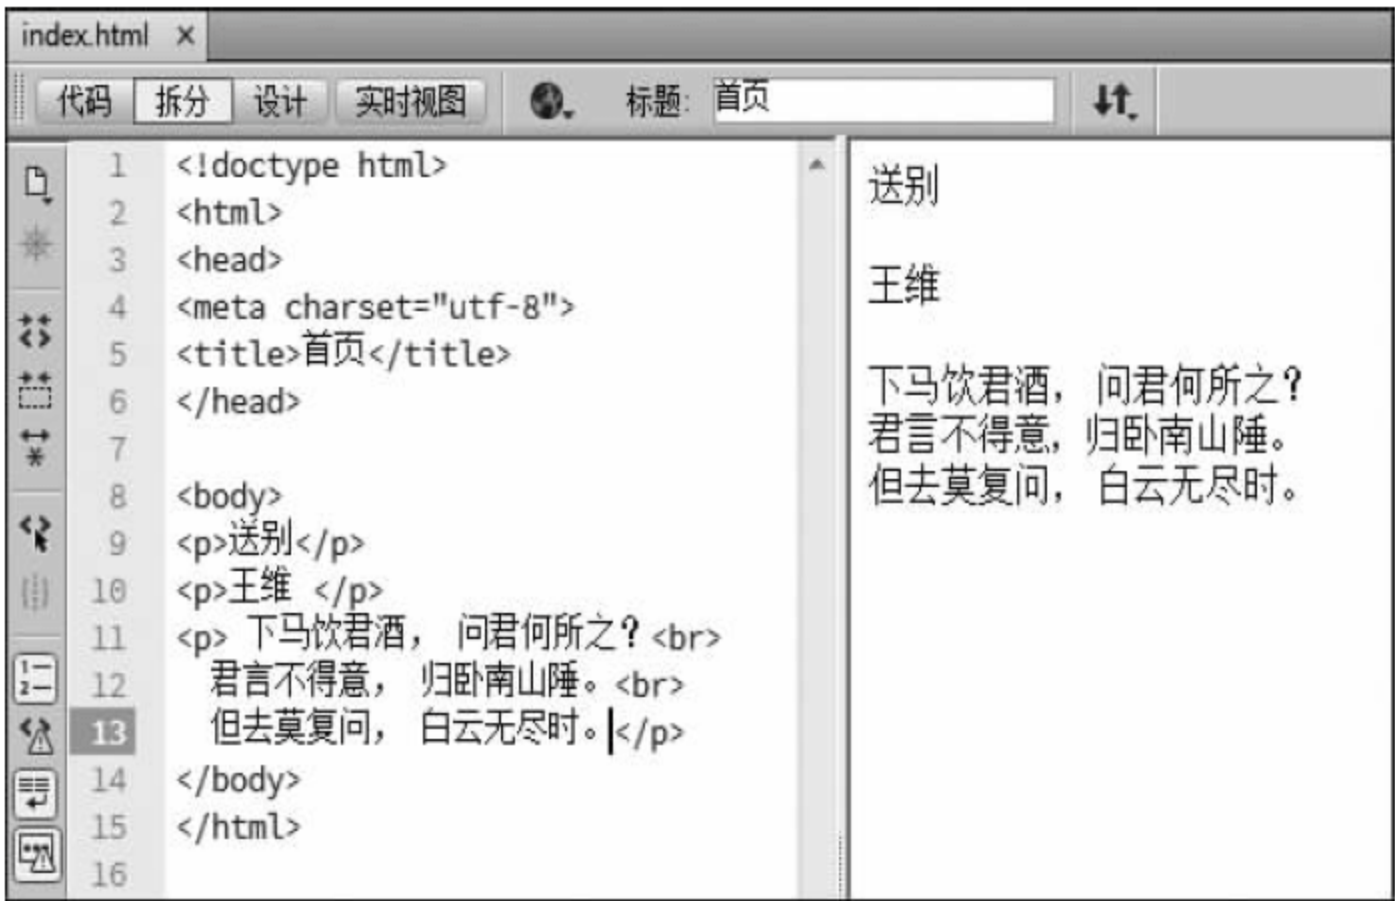 index.html ×
代码 拆分 设计 实时视图 标题: 首页
1 <!doctype html>
2 <html>
3 <head>
4 <meta charset="utf-8">
5 <title>首页</title>
6 </head>
7
8 <body>
9 <p>送别</p>
10 <p>王维 </p>
11 <p> 下马饮君酒， 问君何所之？<br>
12 君言不得意， 归卧南山陲。<br>
13 但去莫复问， 白云无尽时。</p>
14 </body>
15 </html>
16
送别
王维
下马饮君酒， 问君何所之？
君言不得意，归卧南山陲。
但去莫复问， 白云无尽时。